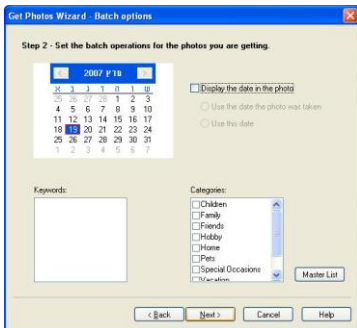 Get Photos Wizard - Batch options
Step 2 - Set the batch operations for the photos you are getting.
מרץ 2007
א ב ג ד ה ו ש
25 26 27 28 1 2 3
4 5 6 7 8 9 10
11 12 13 14 15 16 17
18 19 20 21 22 23 24
25 26 27 28 29 30 31
1 2 3 4 5 6 7
Display the date in the photo
Use the date the photo was taken
Use this date
Keywords:
Categories:
Children
Family
Friends
Hobby
Home
Pets
Special Occasions
Vacation
Master List
< Back
Next >
Cancel
Help